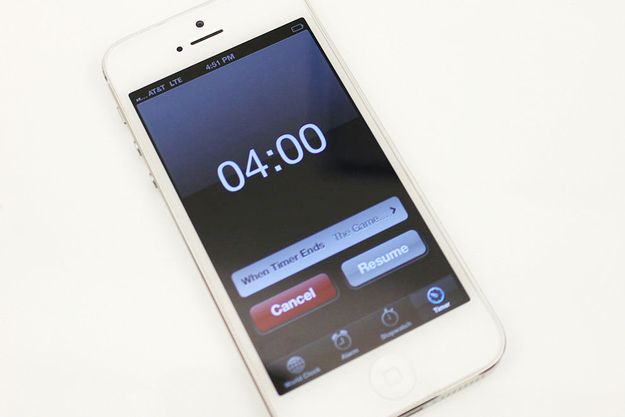 AT&T LTE 4:51 PM
04:00
When Timer Ends The Game...
Cancel Resume
World Clock Alarm Stopwatch Timer